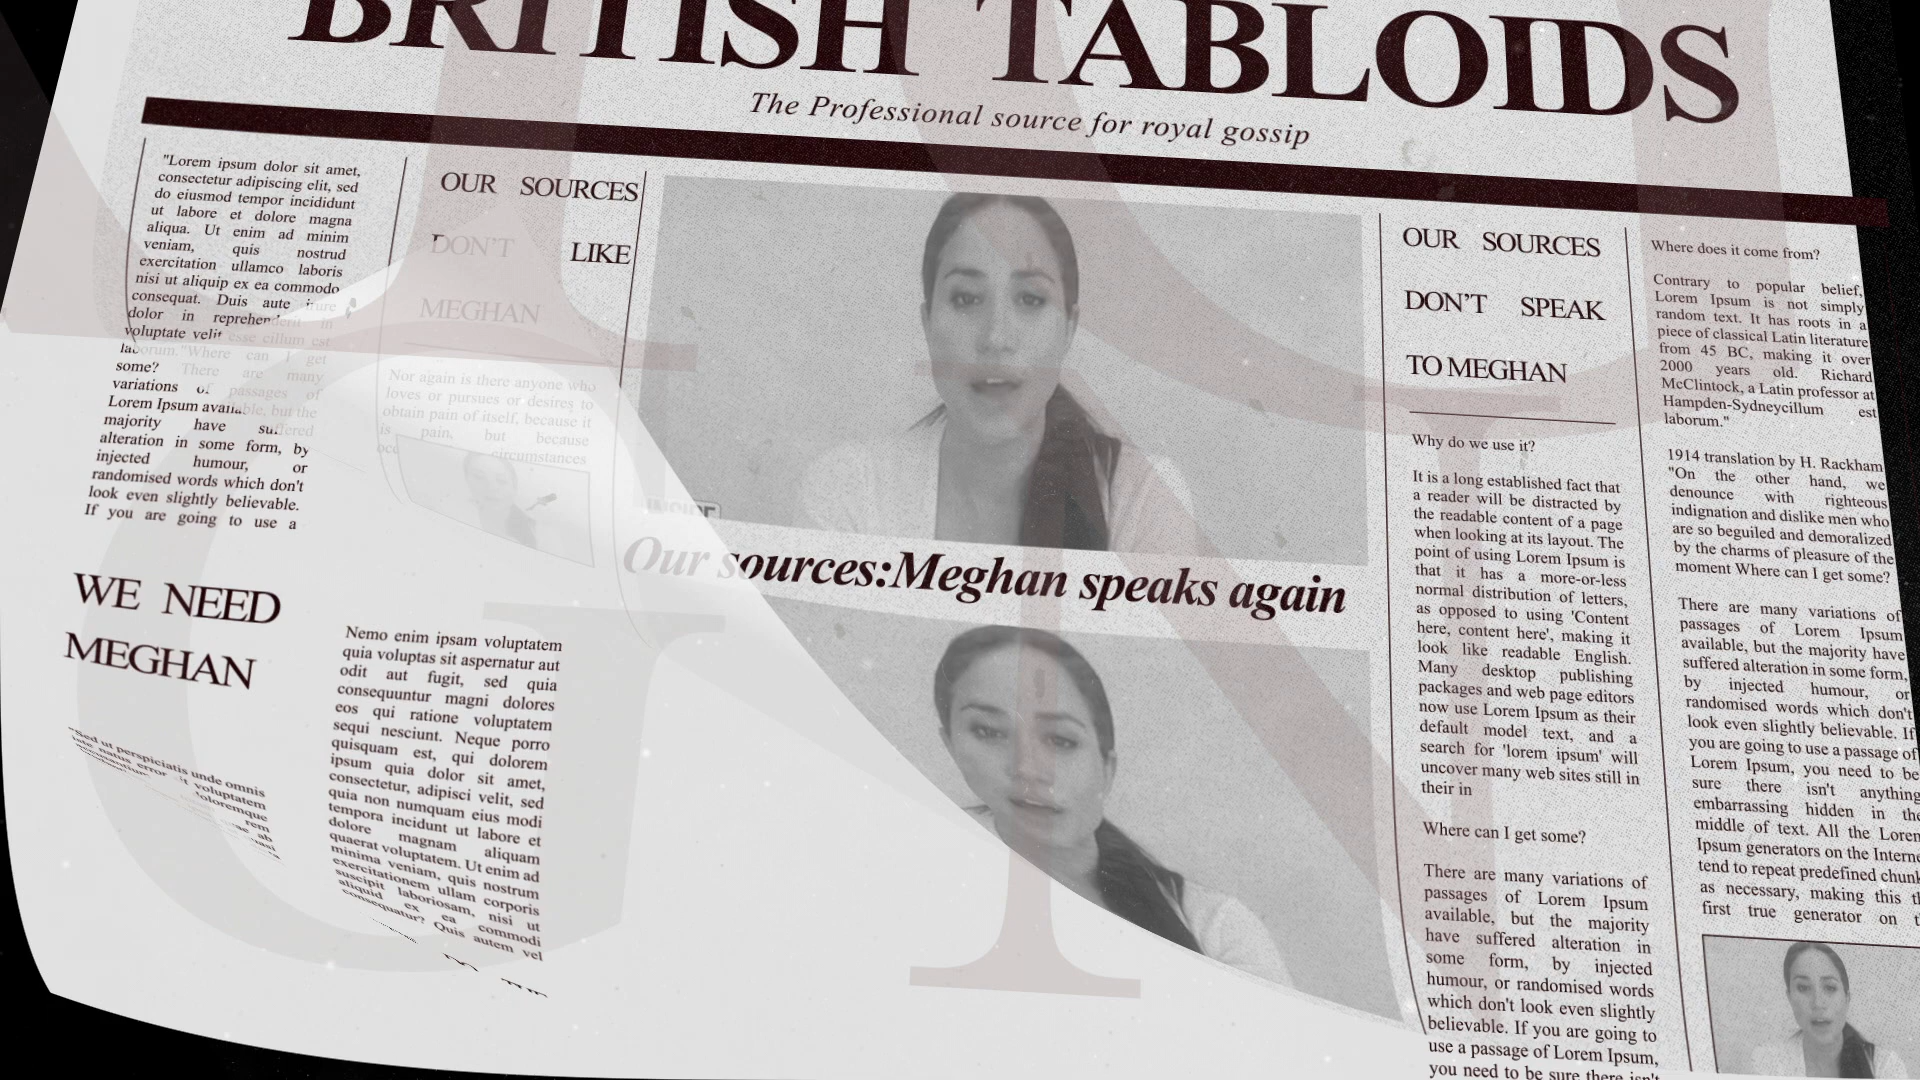 BRITISH TABLOIDS
The Professional source for royal gossip
"Lorem ipsum dolor sit amet,
consectetur adipiscing elit, sed
do eiusmod tempor incididunt
ut labore et dolore magna
aliqua. Ut enim ad minim
veniam, quis nostrud
exercitation ullamco laboris
nisi ut aliquip ex ea commodo
consequat. Duis aute irure
dolor in reprehenderit in
voluptate velit esse cillum est
laborum."Where can I get
some? There are many
variations of passages of
Lorem Ipsum available, but the
majority have suffered
alteration in some form, by
injected humour, or
randomised words which don't
look even slightly believable.
If you are going to use a
WE NEED
MEGHAN
"Sed ut perspiciatis unde omnis
iste natus error sit voluptatem
doloremque
rem
ab
Nemo enim ipsam voluptatem
quia voluptas sit aspernatur aut
odit aut fugit, sed quia
consequuntur magni dolores
eos qui ratione voluptatem
sequi nesciunt. Neque porro
quisquam est, qui dolorem
ipsum quia dolor sit amet,
consectetur, adipisci velit, sed
quia non numquam eius modi
tempora incidunt ut labore et
dolore magnam aliquam
quaerat voluptatem. Ut enim ad
minima veniam, quis nostrum
exercitationem ullam corporis
suscipit laboriosam, nisi ut
aliquid ex ea commodi
consequatur? Quis autem vel
OUR SOURCES
DON'T LIKE
MEGHAN
Nor again is there anyone who
loves or pursues or desires to
obtain pain of itself, because it
is pain, but because
circumstances
INSIDE
Our sources:Meghan speaks again
OUR SOURCES
DON'T SPEAK
TO MEGHAN
Why do we use it?
It is a long established fact that
a reader will be distracted by
the readable content of a page
when looking at its layout. The
point of using Lorem Ipsum is
that it has a more-or-less
normal distribution of letters,
as opposed to using 'Content
here, content here', making it
look like readable English.
Many desktop publishing
packages and web page editors
now use Lorem Ipsum as their
default model text, and a
search for 'lorem ipsum' will
uncover many web sites still in
their in
Where can I get some?
There are many variations of
passages of Lorem Ipsum
available, but the majority
have suffered alteration in
some form, by injected
humour, or randomised words
which don't look even slightly
believable. If you are going to
use a passage of Lorem Ipsum,
you need to be sure there isn't
Where does it come from?
Contrary to popular belief,
Lorem Ipsum is not simply
random text. It has roots in a
piece of classical Latin literature
from 45 BC, making it over
2000 years old. Richard
McClintock, a Latin professor at
Hampden-Sydneycillum est
laborum."
1914 translation by H. Rackham
"On the other hand, we
denounce with righteous
indignation and dislike men who
are so beguiled and demoralized
by the charms of pleasure of the
moment Where can I get some?
There are many variations of
passages of Lorem Ipsum
available, but the majority have
suffered alteration in some form,
by injected humour, or
randomised words which don't
look even slightly believable. If
you are going to use a passage of
Lorem Ipsum, you need to be
sure there isn't anything
embarrassing hidden in the
middle of text. All the Lorem
Ipsum generators on the Interne
tend to repeat predefined chunk
as necessary, making this th
first true generator on t